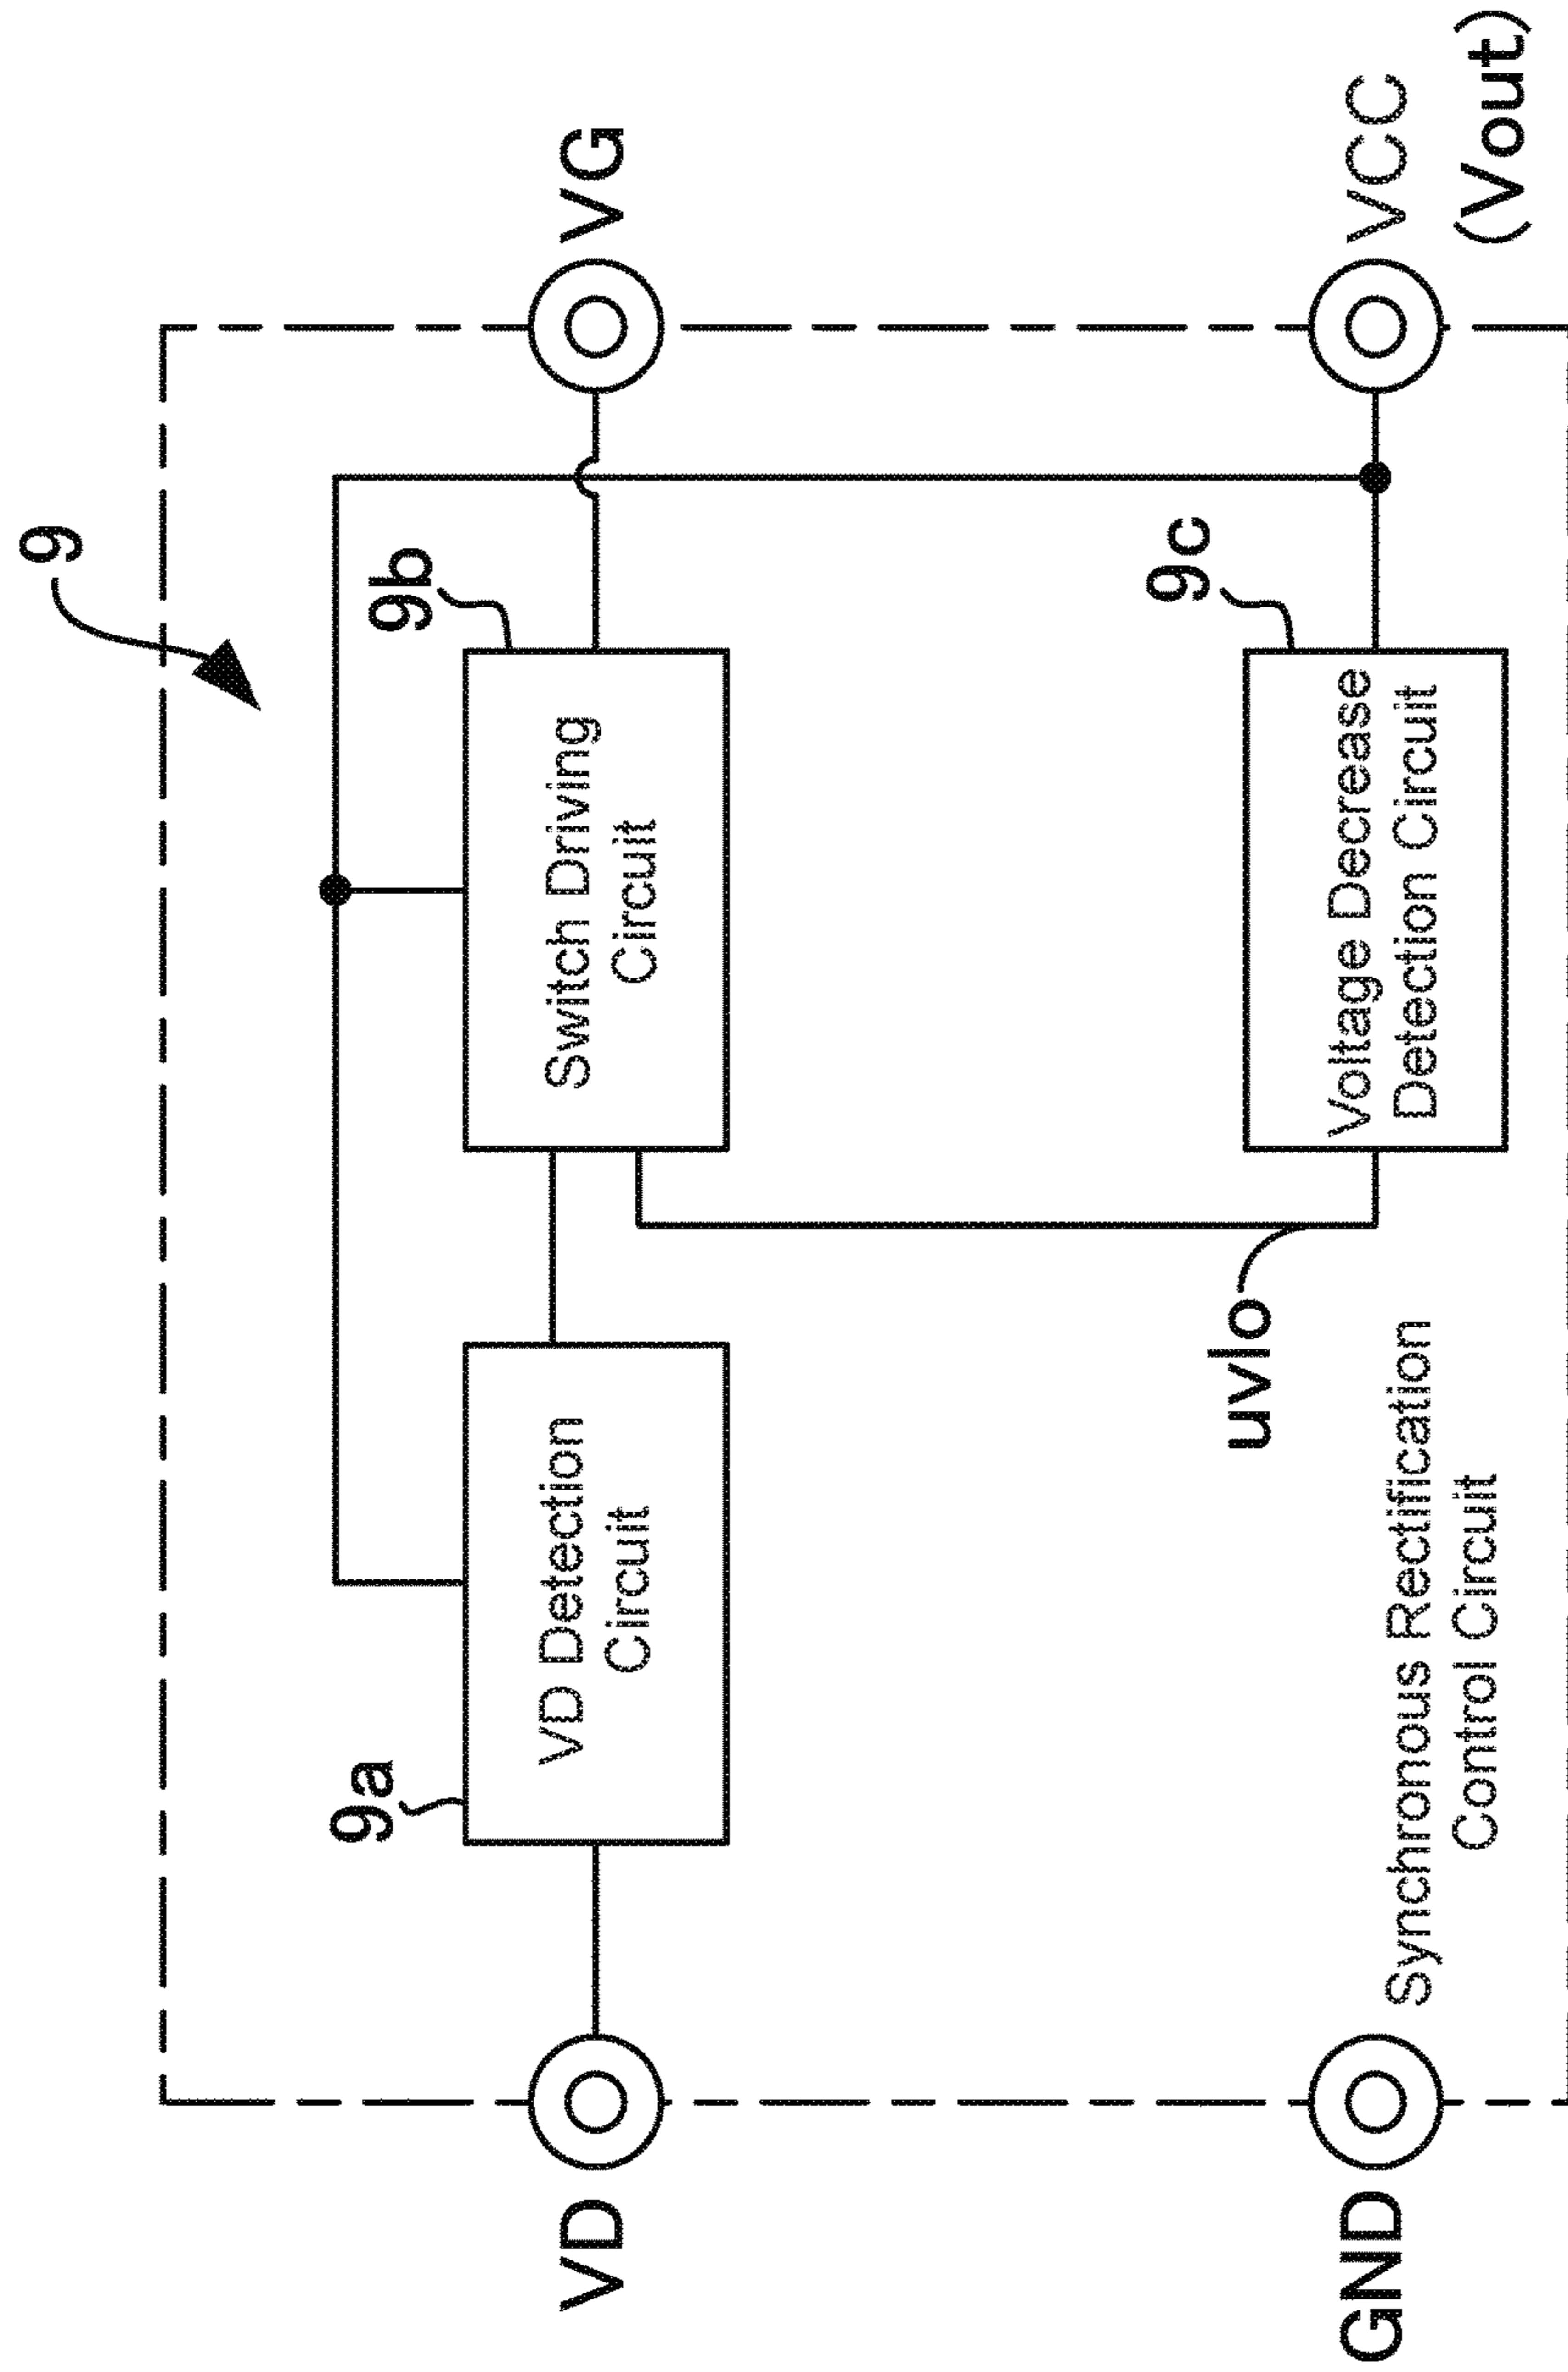 9
9a
VD Detection
Circuit
9b
Switch Driving
Circuit
VD
VG
uvlo
9c
Voltage Decrease
Detection Circuit
GND
VCC
(Vout)
Synchronous Rectification
Control Circuit